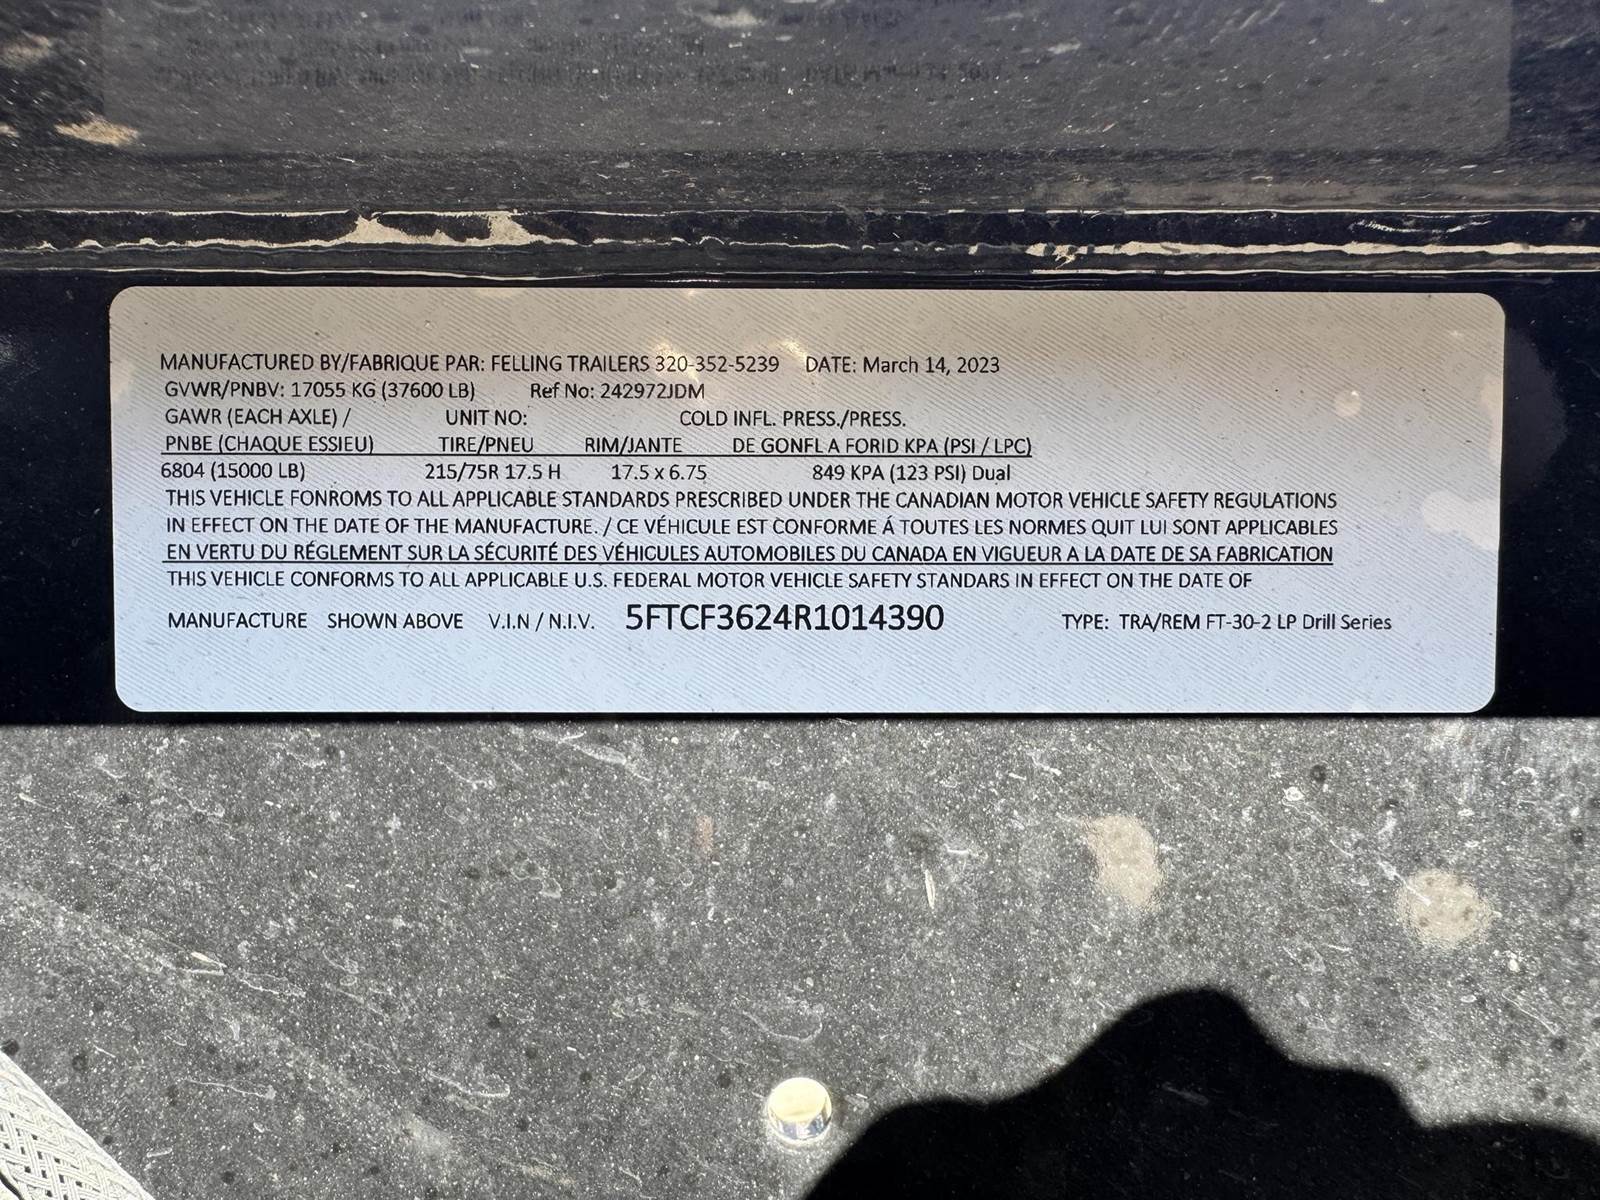 MANUFACTURED BY/FABRIQUE PAR: FELLING TRAILERS 320-352-5239 DATE: March 14, 2023
GVWR/PNBV: 17055 KG (37600 LB) Ref No: 242972JDM
GAWR (EACH AXLE) / UNIT NO: COLD INFL. PRESS./PRESS.
PNBE (CHAQUE ESSIEU) TIRE/PNEU RIM/JANTE DE GONFL A FORID KPA (PSI / LPC)
6804 (15000 LB) 215/75R 17.5 H 17.5 x 6.75 849 KPA (123 PSI) Dual
THIS VEHICLE FONROMS TO ALL APPLICABLE STANDARDS PRESCRIBED UNDER THE CANADIAN MOTOR VEHICLE SAFETY REGULATIONS
IN EFFECT ON THE DATE OF THE MANUFACTURE. / CE VÉHICULE EST CONFORME Á TOUTES LES NORMES QUIT LUI SONT APPLICABLES
EN VERTU DU RÉGLEMENT SUR LA SÉCURITÉ DES VÉHICULES AUTOMOBILES DU CANADA EN VIGUEUR A LA DATE DE SA FABRICATION
THIS VEHICLE CONFORMS TO ALL APPLICABLE U.S. FEDERAL MOTOR VEHICLE SAFETY STANDARS IN EFFECT ON THE DATE OF
MANUFACTURE SHOWN ABOVE V.I.N / N.I.V. 5FTCF3624R1014390 TYPE: TRA/REM FT-30-2 LP Drill Series